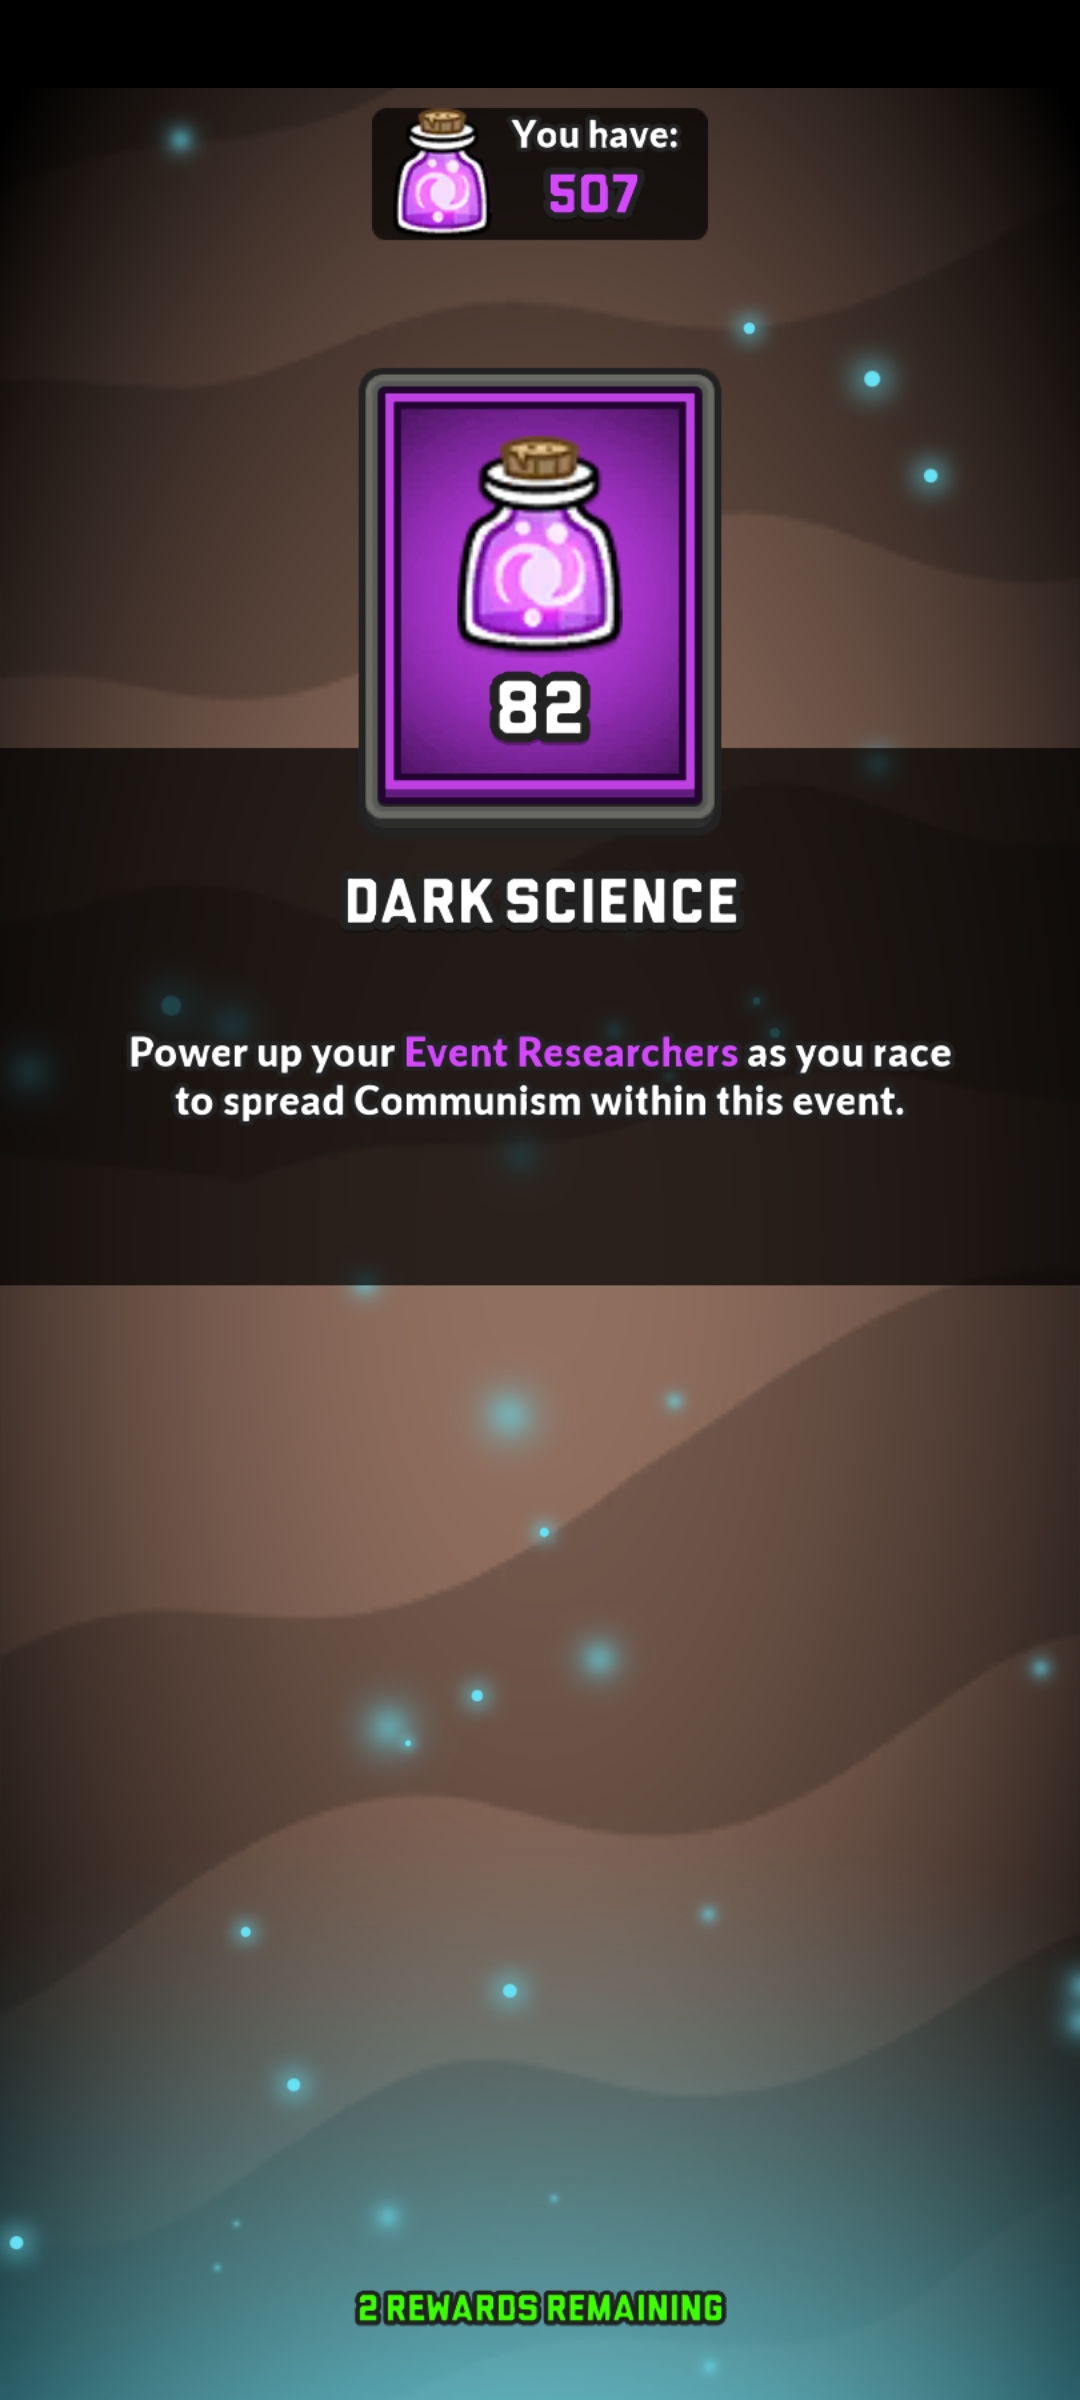 You have:
507
82
DARK SCIENCE
Power up your Event Researchers as you race
to spread Communism within this event.
2 REWARDS REMAINING